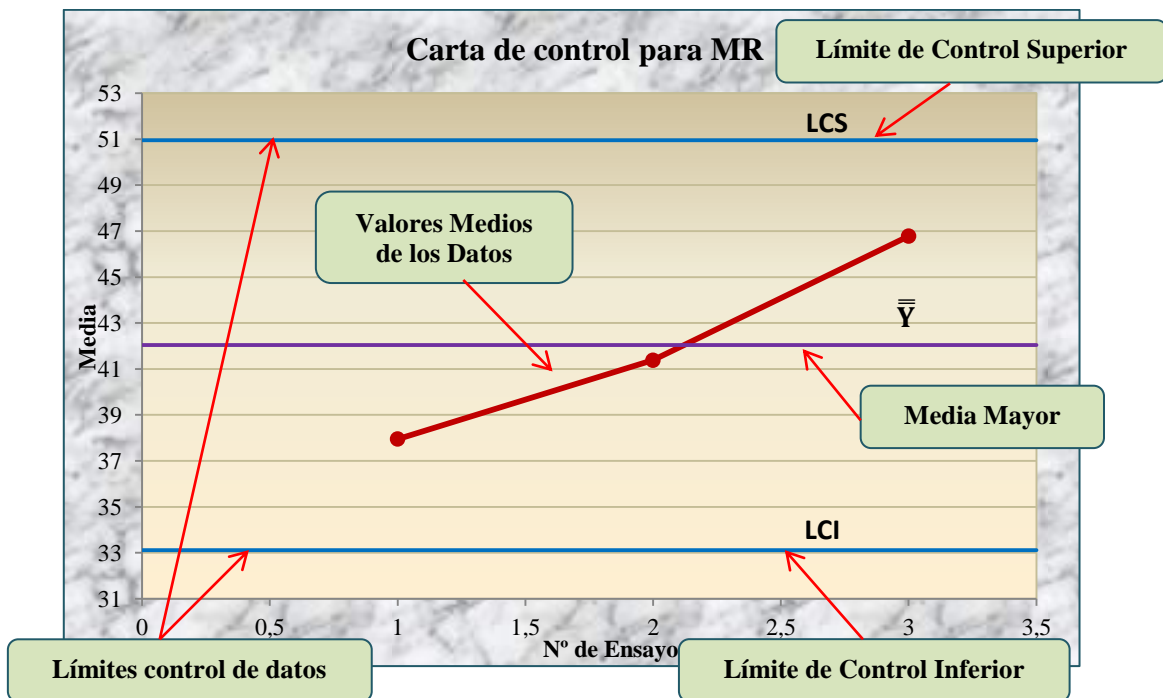 Carta de control para MR
Límite de Control Superior
53
51
49
47
45
43
41
39
37
35
33
31
Media
LCS
Valores Medios
de los Datos
Y̿
Media Mayor
LCI
0
0,5
1
1,5
2
2,5
3
3,5
Nº de Ensayo
Límites control de datos
Límite de Control Inferior